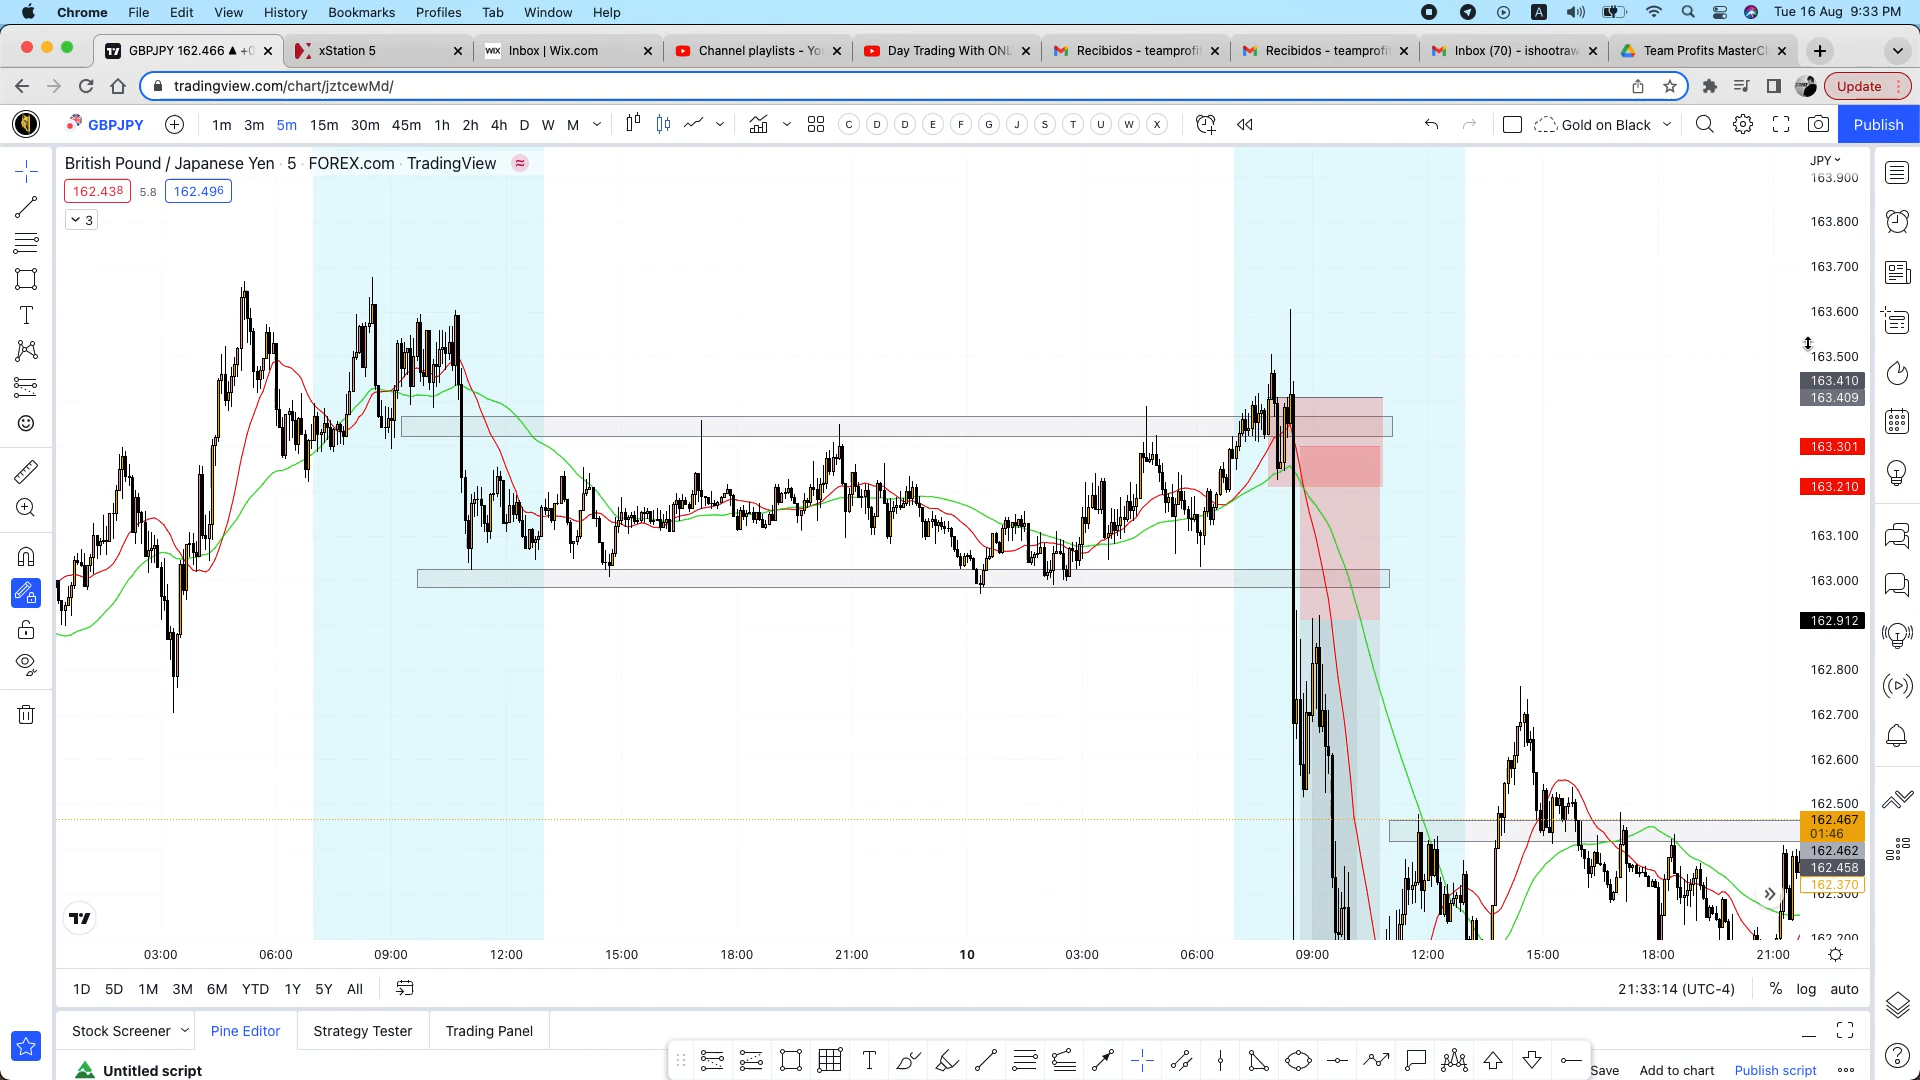 Chrome File Edit View History Bookmarks Profiles Tab Window Help A Tue 16 Aug 9:33 PM
GBPJPY 162.466 ▲ +0 xStation 5 WIX Inbox | Wix.com Channel playlists - Yo Day Trading With ONL Recibidos - teamprofi Recibidos - teamprofi Inbox (70) - ishootraw Team Profits MasterCl
tradingview.com/chart/jztcewMd/ Update
GBPJPY 1m 3m 5m 15m 30m 45m 1h 2h 4h D W M C D D E F G J S T U W X Gold on Black Publish
British Pound / Japanese Yen · 5 · FOREX.com · TradingView
JPY
162.438 5.8 162.496
3
163.900
163.800
163.700
163.600
163.500
163.410
163.409
163.301
163.210
163.100
163.000
162.912
162.800
162.700
162.600
162.500
162.467
01:46
162.462
162.458
162.370
162.300
162.200
03:00 06:00 09:00 12:00 15:00 18:00 21:00 10 03:00 06:00 09:00 12:00 15:00 18:00 21:00
1D 5D 1M 3M 6M YTD 1Y 5Y All 21:33:14 (UTC-4) % log auto
Stock Screener Pine Editor Strategy Tester Trading Panel
Untitled script Save Add to chart Publish script